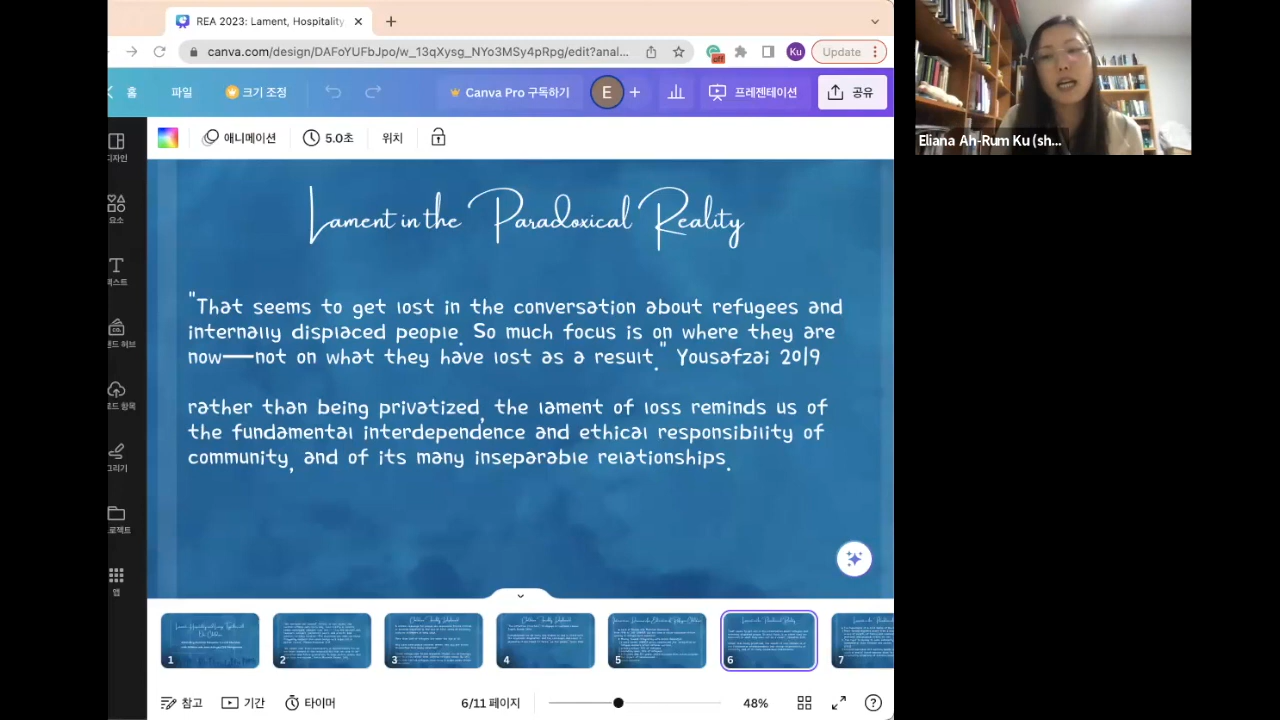 REA 2023: Lament, Hospitality
canva.com/design/DAFoYUFbJpo/w_13qXysg_NYo3MSy4pRpg/edit?anal...
off
Ku
Update
홈
파일
크기 조정
Canva Pro 구독하기
E
프레젠테이션
공유
애니메이션
5.0초
위치
요소
앱
Lament in the Paradoxical Reality
"That seems to get lost in the conversation about refugees and
internally displaced people. So much focus is on where they are
now—not on what they have lost as a result." Yousafzai 2019
rather than being privatized, the lament of loss reminds us of
the fundamental interdependence and ethical responsibility of
community, and of its many inseparable relationships.
1
2
3
4
5
6
7
참고
기간
타이머
6/11 페이지
48%
Eliana Ah-Rum Ku (sh...